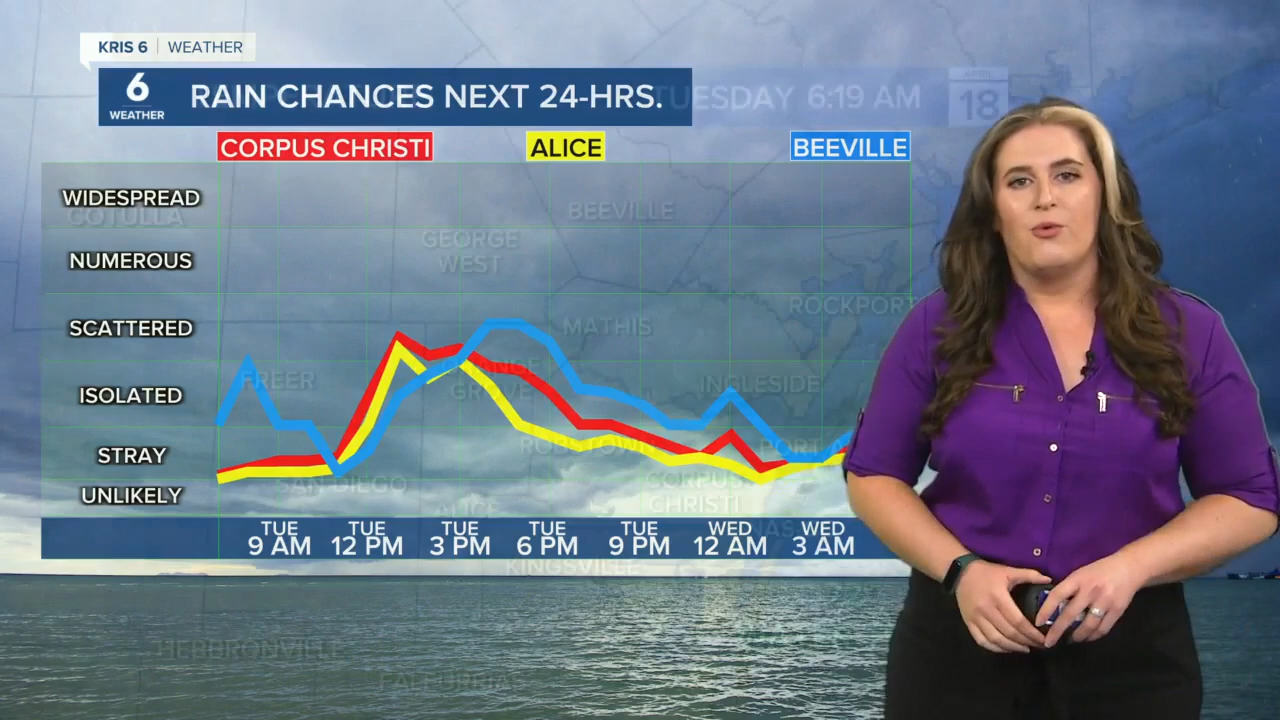 KRIS 6 | WEATHER
6
WEATHER
RAIN CHANCES NEXT 24-HRS.
TUESDAY 6:19 AM
18
CORPUS CHRISTI
ALICE
BEEVILLE
WIDESPREAD
COTULLA
BEEVILLE
NUMEROUS
GEORGE
WEST
ROCKPORT
SCATTERED
MATHIS
ISOLATED
FREER
GROVE
INGLESIDE
STRAY
ROBSTOWN
PORT A
UNLIKELY
SAN DIEGO
ALICE
CORPUS
CHRISTI
TUE
9 AM
TUE
12 PM
TUE
3 PM
TUE
6 PM
TUE
9 PM
WED
12 AM
WED
3 AM
KINGSVILLE
HEBBRONVILLE
FALFURRIAS